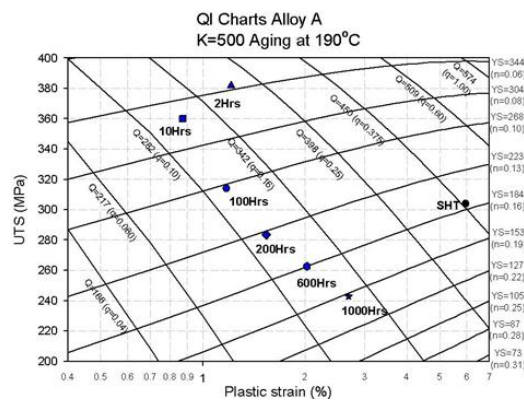 QI Charts Alloy A
K=500 Aging at 190°C
400
380
360
340
320
300
280
260
240
220
200
UTS (MPa)
0.4
0.5
0.6
0.7
0.8
0.9
1
2
3
4
5
6
7
Plastic strain (%)
2Hrs
10Hrs
100Hrs
200Hrs
600Hrs
1000Hrs
SHT
Q=166 (q=0.04)
Q=217 (q=0.060)
Q=282 (q=0.10)
Q=342 (q=0.16)
Q=398 (q=0.25)
Q=450 (q=0.375)
Q=509 (q=0.60)
Q=574
(q=1.00)
YS=344
(n=0.06)
YS=304
(n=0.08)
YS=268
(n=0.10)
YS=223
(n=0.13)
YS=184
(n=0.16)
YS=153
(n=0.19)
YS=127
(n=0.22)
YS=105
(n=0.25)
YS=87
(n=0.28)
YS=73
(n=0.31)